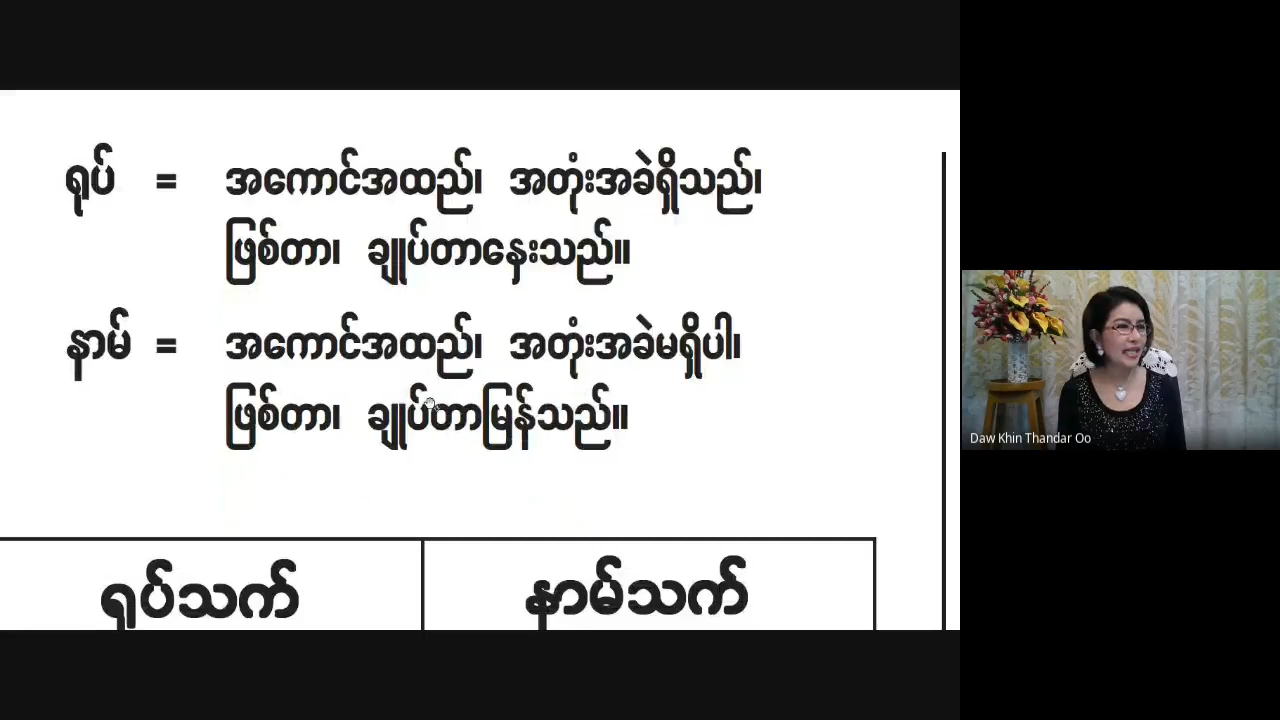 ရုပ် = အကောင်အထည်၊ အတုံးအခဲရှိသည်၊
ဖြစ်တာ၊ ချုပ်တာနှေးသည်။
နာမ် = အကောင်အထည်၊ အတုံးအခဲမရှိပါ၊
ဖြစ်တာ၊ ချုပ်တာမြန်သည်။
ရုပ်သက်
နာမ်သက်
Daw Khin Thandar Oo